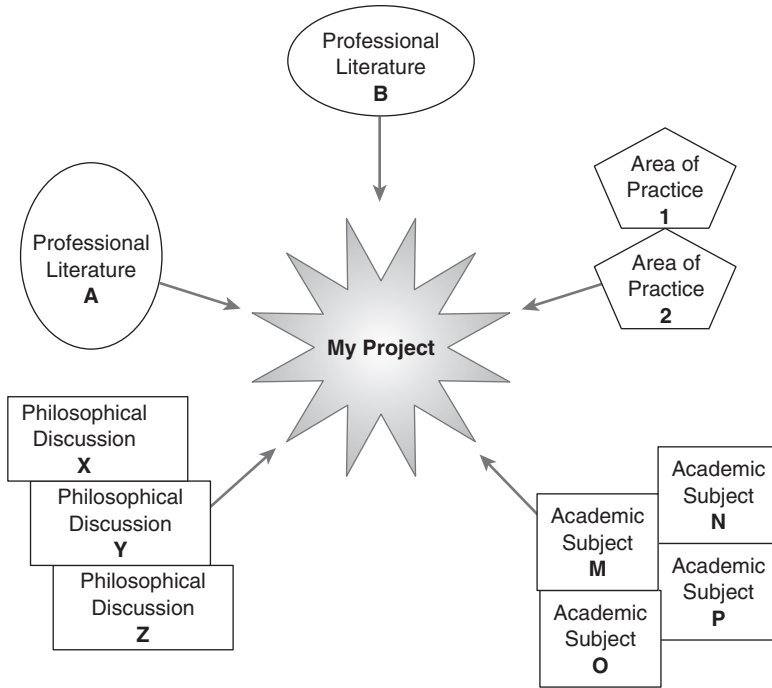 Professional
Literature
B
Professional
Literature
A
Area of
Practice
1
Area of
Practice
2
My Project
Philosophical
Discussion
X
Philosophical
Discussion
Y
Philosophical
Discussion
Z
Academic
Subject
N
Academic
Subject
M
Academic
Subject
P
Academic
Subject
O